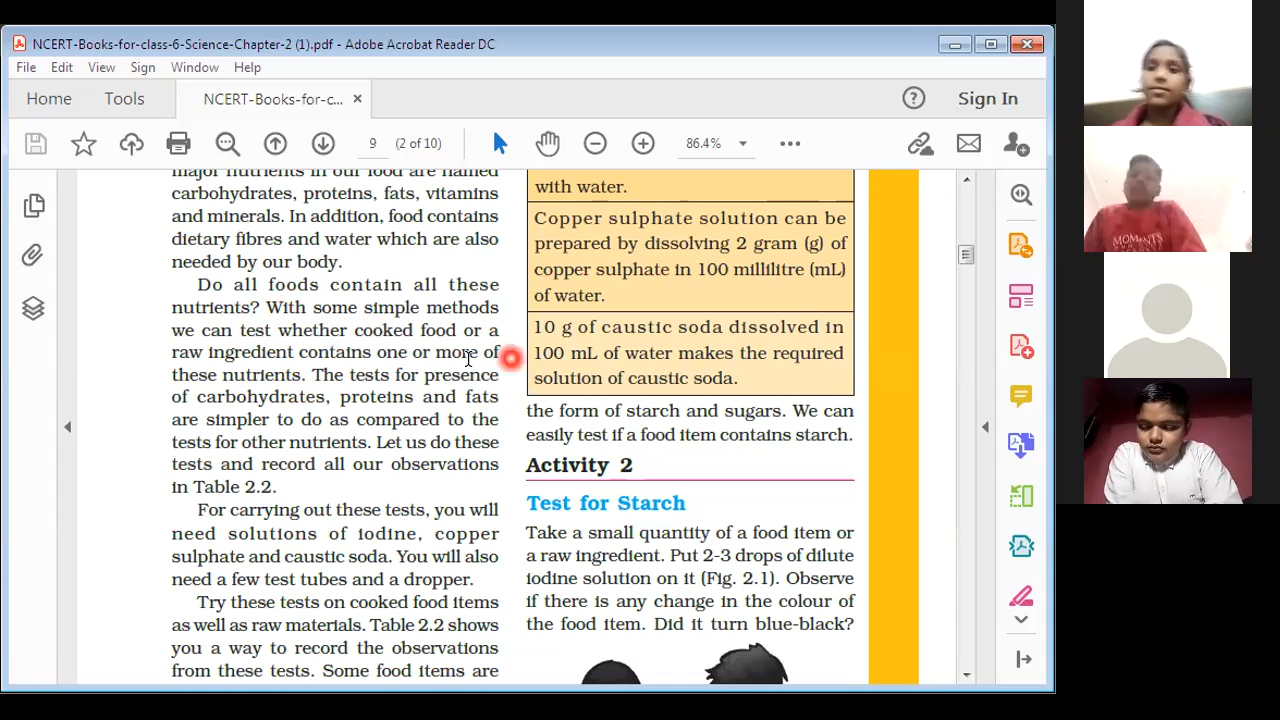 NCERT-Books-for-class-6-Science-Chapter-2 (1).pdf - Adobe Acrobat Reader DC
File Edit View Sign Window Help
Home Tools NCERT-Books-for-c... ×
Sign In
9 (2 of 10) 86.4%
major nutrients in our food are named
carbohydrates, proteins, fats, vitamins
and minerals. In addition, food contains
dietary fibres and water which are also
needed by our body.
Do all foods contain all these
nutrients? With some simple methods
we can test whether cooked food or a
raw ingredient contains one or more of
these nutrients. The tests for presence
of carbohydrates, proteins and fats
are simpler to do as compared to the
tests for other nutrients. Let us do these
tests and record all our observations
in Table 2.2.
For carrying out these tests, you will
need solutions of iodine, copper
sulphate and caustic soda. You will also
need a few test tubes and a dropper.
Try these tests on cooked food items
as well as raw materials. Table 2.2 shows
you a way to record the observations
from these tests. Some food items are
with water.
Copper sulphate solution can be
prepared by dissolving 2 gram (g) of
copper sulphate in 100 millilitre (mL)
of water.
10 g of caustic soda dissolved in
100 mL of water makes the required
solution of caustic soda.
the form of starch and sugars. We can
easily test if a food item contains starch.
Activity 2
Test for Starch
Take a small quantity of a food item or
a raw ingredient. Put 2-3 drops of dilute
iodine solution on it (Fig. 2.1). Observe
if there is any change in the colour of
the food item. Did it turn blue-black?
MOMENTS